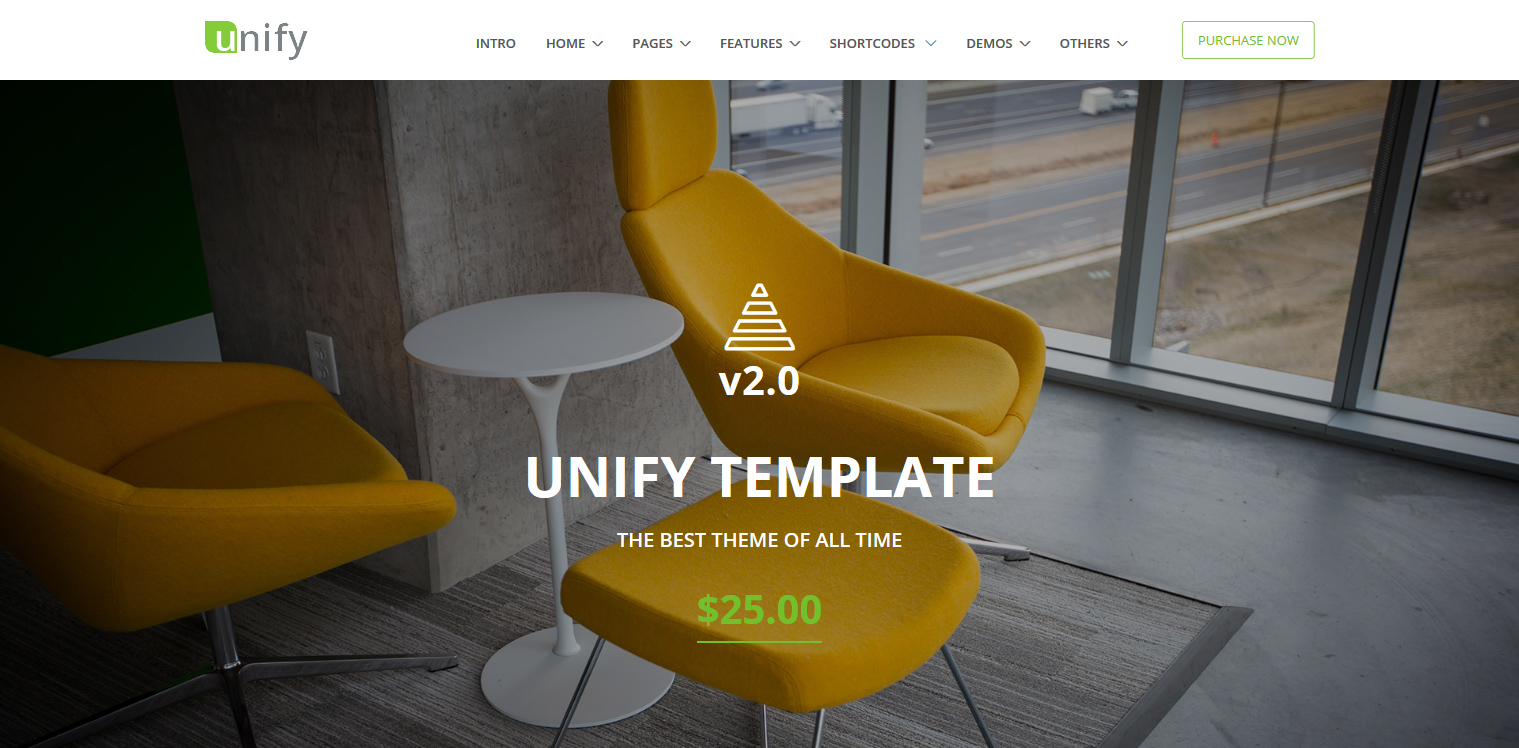 unify
INTRO HOME PAGES FEATURES SHORTCODES DEMOS OTHERS PURCHASE NOW
v2.0
UNIFY TEMPLATE
THE BEST THEME OF ALL TIME
$25.00